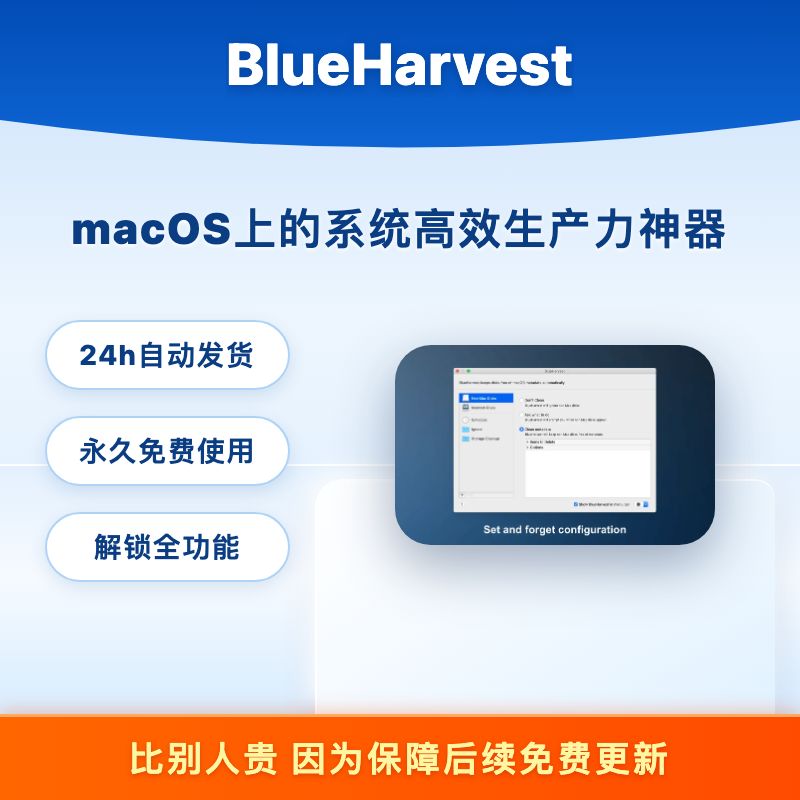 BlueHarvest
macOS上的系统高效生产力神器
24h自动发货
永久免费使用
解锁全功能
Set and forget configuration
比别人贵 因为保障后续免费更新